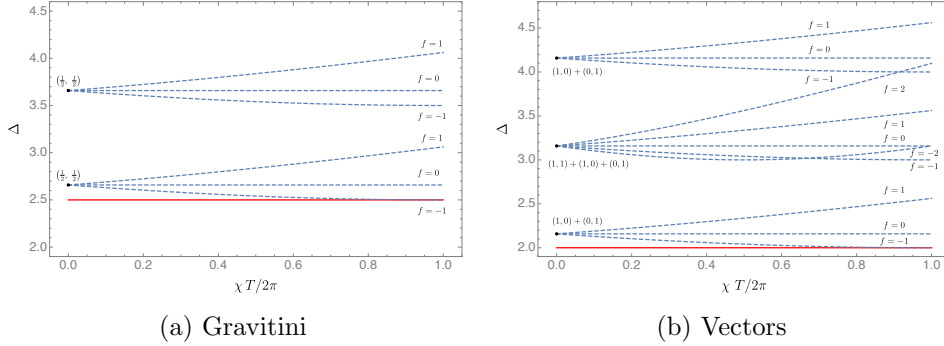 4.5
4.0
3.5
3.0
2.5
2.0
Δ
(1/2, 1/2)
f = 1
f = 0
f = −1
(1/2, 1/2)
f = 1
f = 0
f = −1
0.0 0.2 0.4 0.6 0.8 1.0
χ T/2π
(a) Gravitini
4.5
4.0
3.5
3.0
2.5
2.0
Δ
f = 1
f = 0
(1, 0) + (0, 1)
f = −1
f = 2
f = 1
f = 0
f = −2
(1, 1) + (1, 0) + (0, 1)
f = −1
f = 1
(1, 0) + (0, 1)
f = 0
f = −1
0.0 0.2 0.4 0.6 0.8 1.0
χ T/2π
(b) Vectors